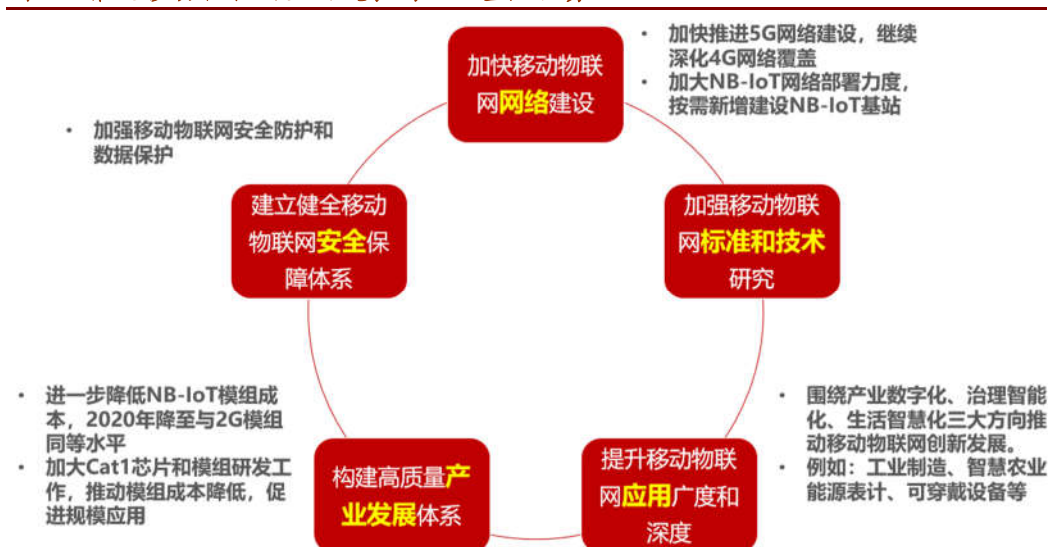 加快移动物联
网网络建设
• 加快推进5G网络建设，继续
深化4G网络覆盖
• 加大NB-IoT网络部署力度，
按需新增建设NB-IoT基站
• 加强移动物联网安全防护和
数据保护
建立健全移动
物联网安全保
障体系
加强移动物联
网标准和技术
研究
• 进一步降低NB-IoT模组成
本，2020年降至与2G模组
同等水平
• 加大Cat1芯片和模组研发工
作，推动模组成本降低，促
进规模应用
构建高质量产
业发展体系
提升移动物联
网应用广度和
深度
• 围绕产业数字化、治理智能
化、生活智慧化三大方向推
动移动物联网创新发展。
• 例如：工业制造、智慧农业
能源表计、可穿戴设备等